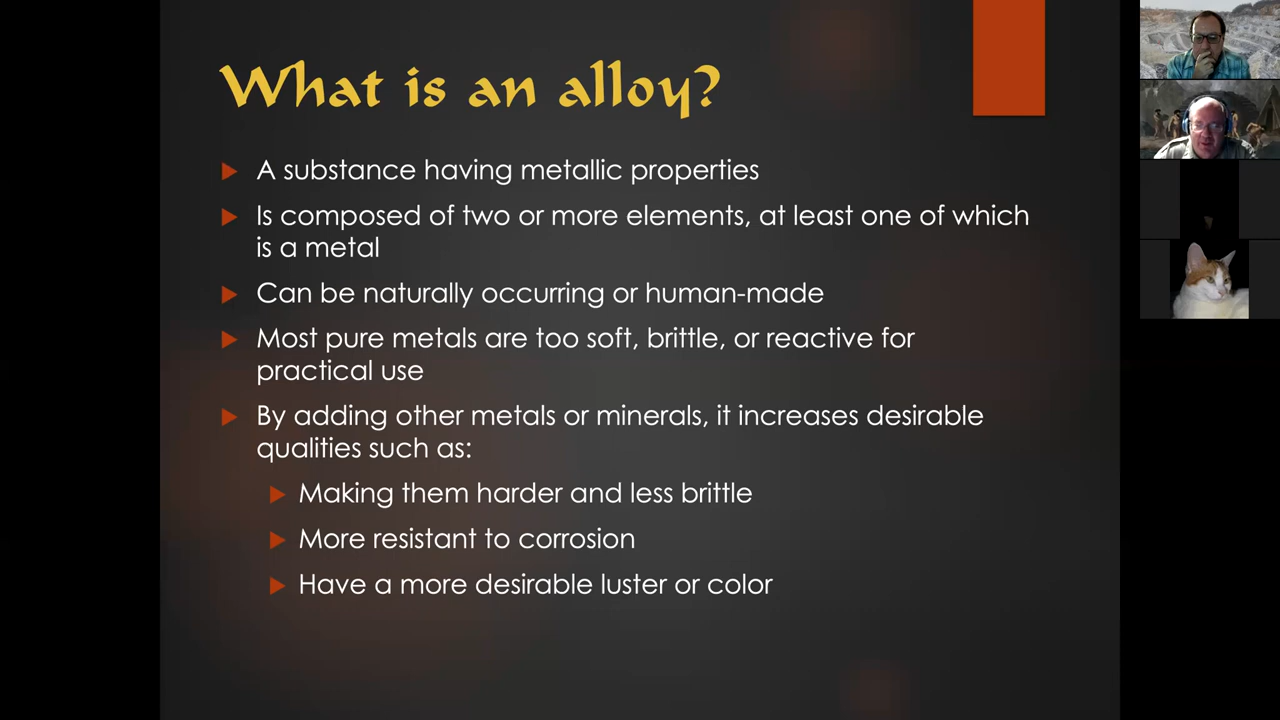 What is an alloy?
A substance having metallic properties
Is composed of two or more elements, at least one of which
is a metal
Can be naturally occurring or human-made
Most pure metals are too soft, brittle, or reactive for
practical use
By adding other metals or minerals, it increases desirable
qualities such as:
Making them harder and less brittle
More resistant to corrosion
Have a more desirable luster or color